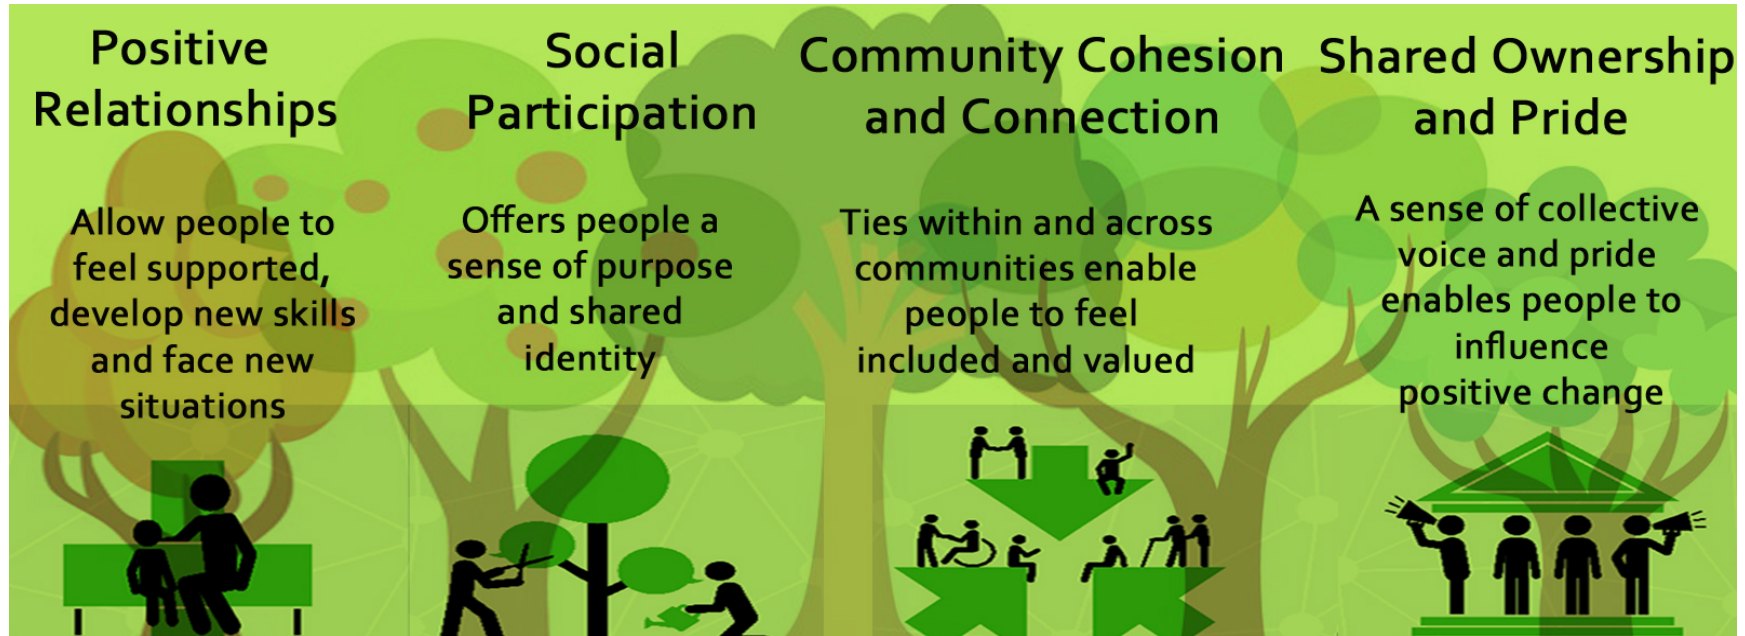 Positive
Relationships
Allow people to
feel supported,
develop new skills
and face new
situations
Social
Participation
Offers people a
sense of purpose
and shared
identity
Community Cohesion
and Connection
Ties within and across
communities enable
people to feel
included and valued
Shared Ownership
and Pride
A sense of collective
voice and pride
enables people to
influence
positive change